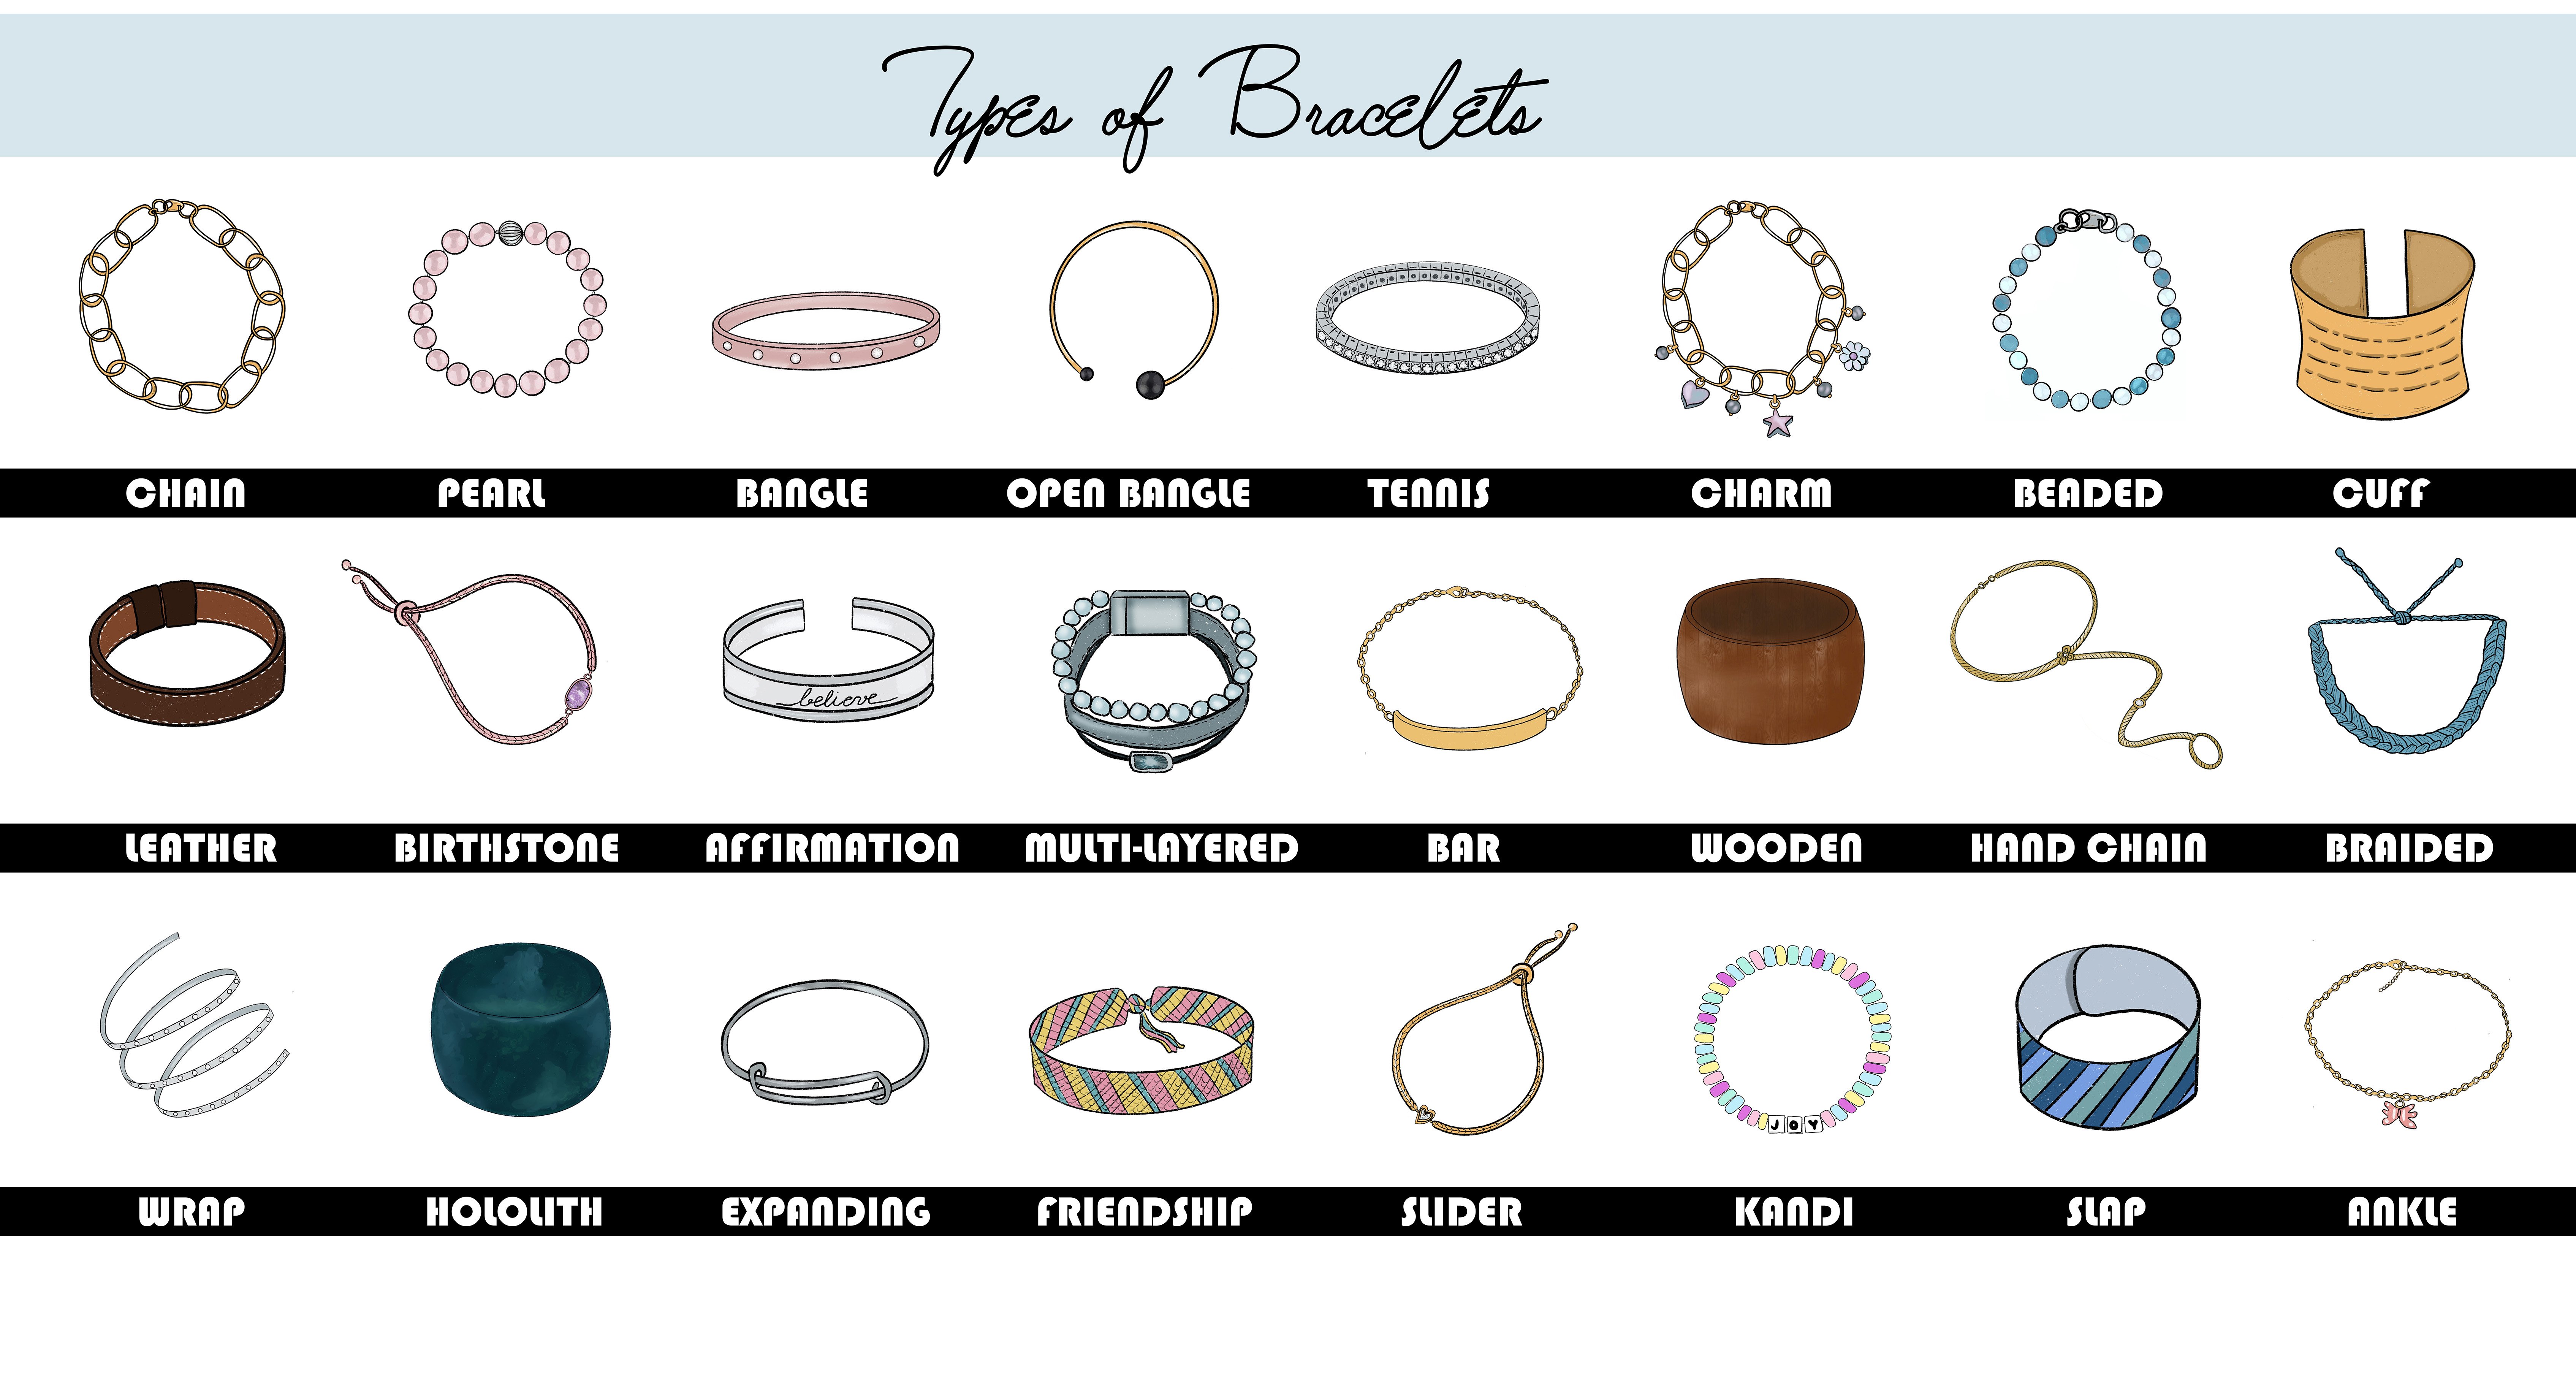 Types of Bracelets
CHAIN PEARL BANGLE OPEN BANGLE TENNIS CHARM BEADED CUFF
believe
LEATHER BIRTHSTONE AFFIRMATION MULTI-LAYERED BAR WOODEN HAND CHAIN BRAIDED
JOY
WRAP HOLOLITH EXPANDING FRIENDSHIP SLIDER KANDI SLAP ANKLE